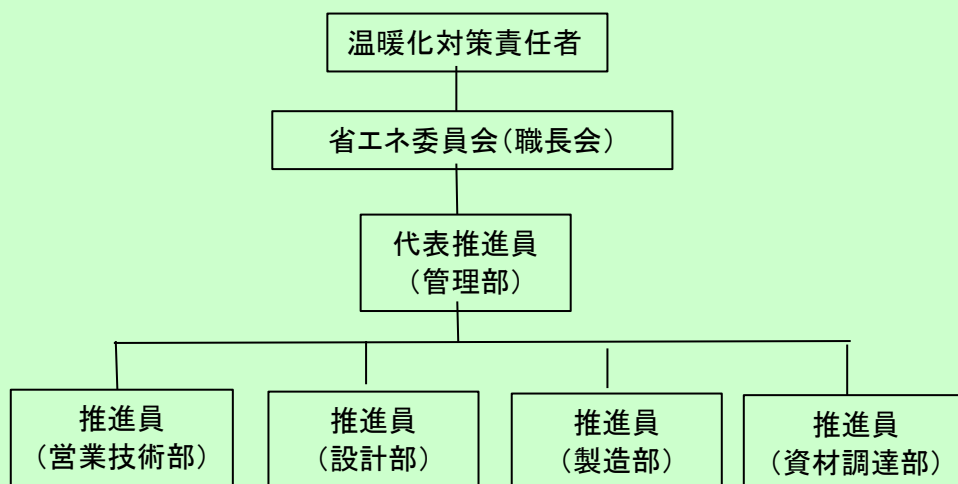 温暖化対策責任者
省エネ委員会（職長会）
代表推進員
（管理部）
推進員
（営業技術部）
推進員
（設計部）
推進員
（製造部）
推進員
（資材調達部）